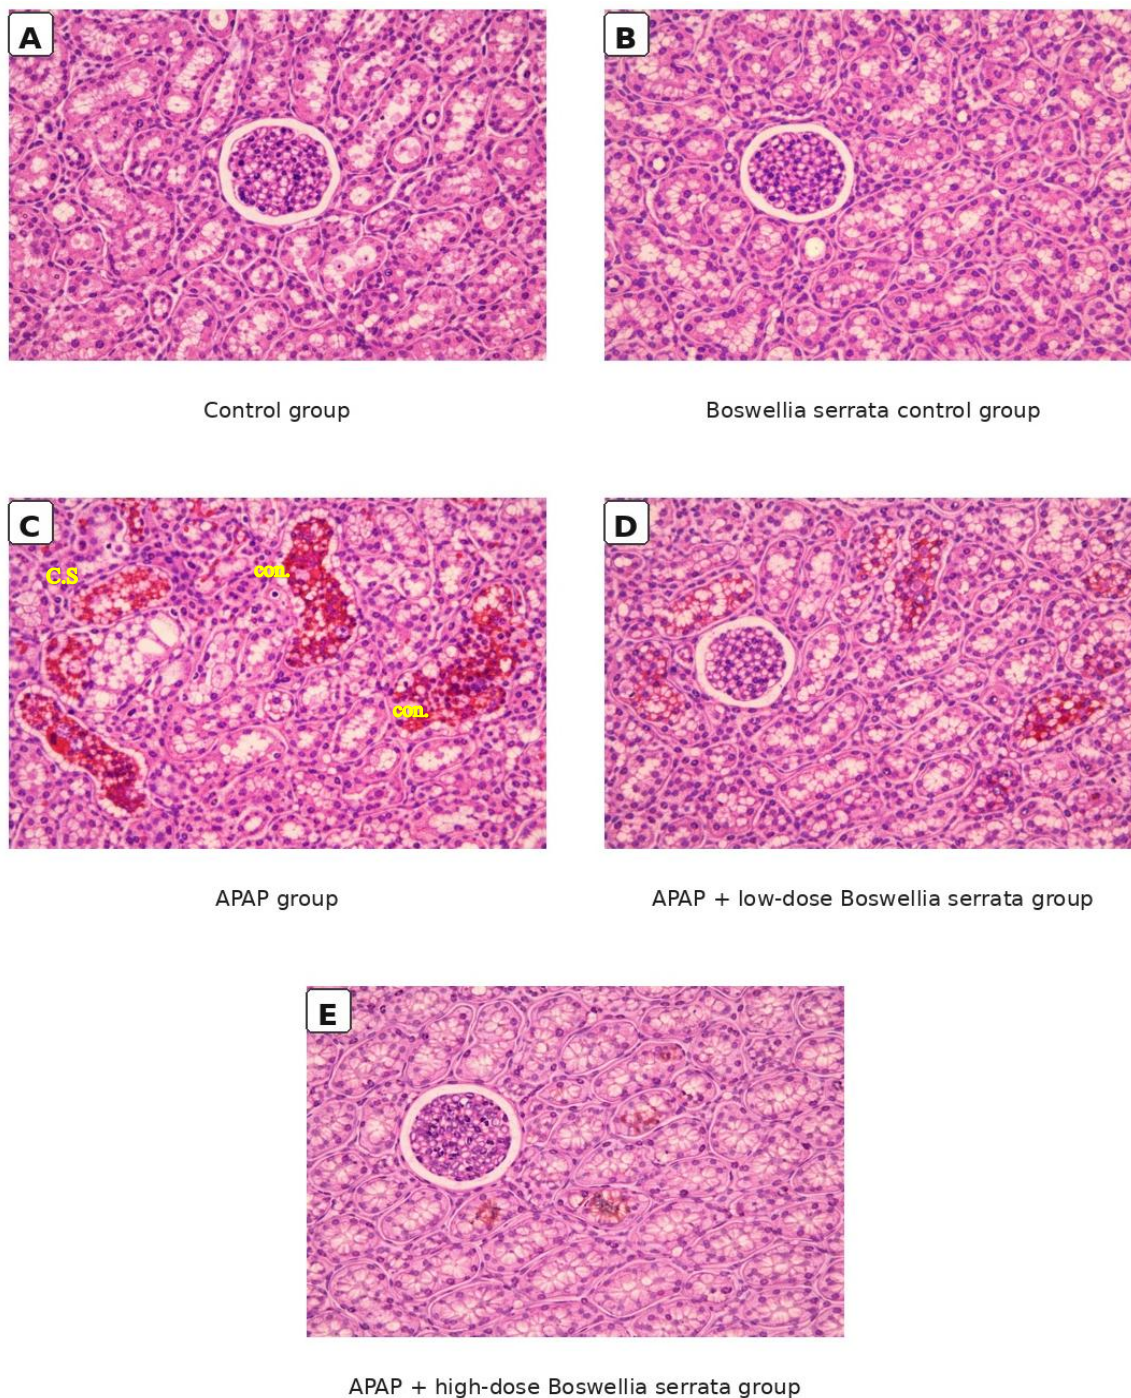 A
B
Control group
Boswellia serrata control group
C
D
C.S
con.
con.
APAP group
APAP + low-dose Boswellia serrata group
E
APAP + high-dose Boswellia serrata group